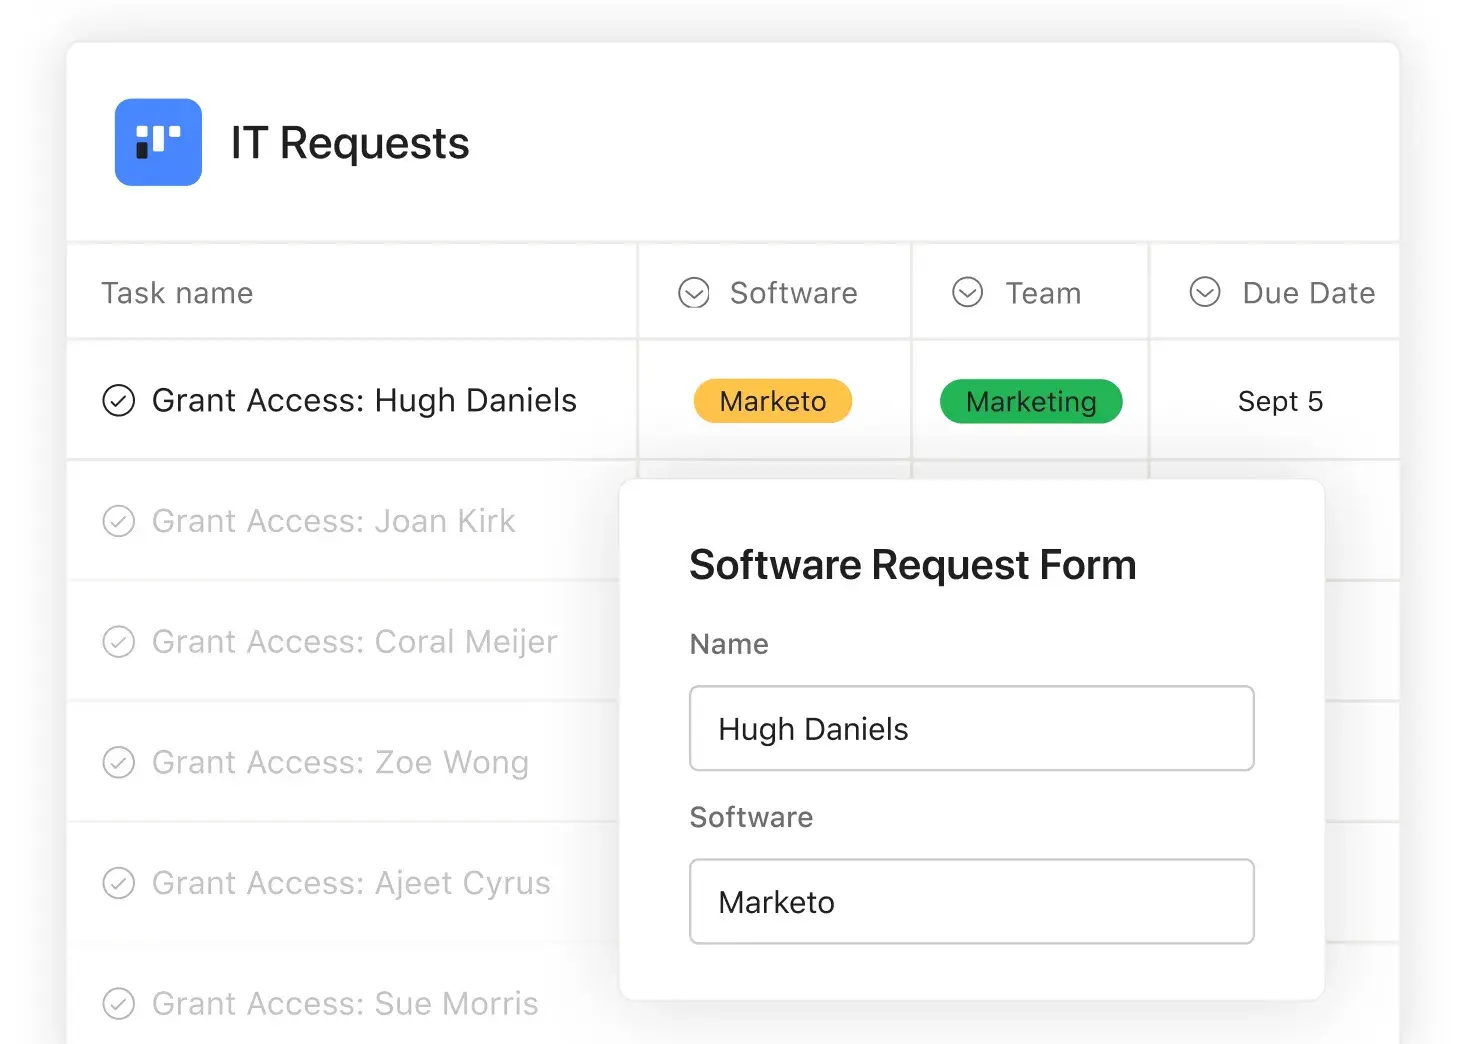 IT Requests
Task name Software Team Due Date
Grant Access: Hugh Daniels Marketo Marketing Sept 5
Grant Access: Joan Kirk
Grant Access: Coral Meijer
Grant Access: Zoe Wong
Grant Access: Ajeet Cyrus
Grant Access: Sue Morris
Software Request Form
Name
Hugh Daniels
Software
Marketo